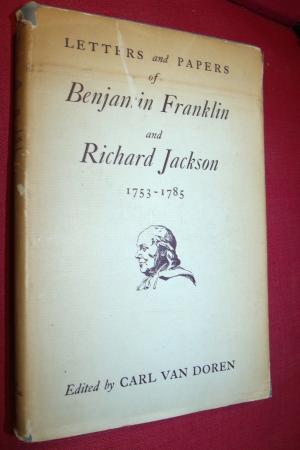 LETTERS and PAPERS
of
Benjamin Franklin
and
Richard Jackson
1753-1785
Edited by CARL VAN DOREN